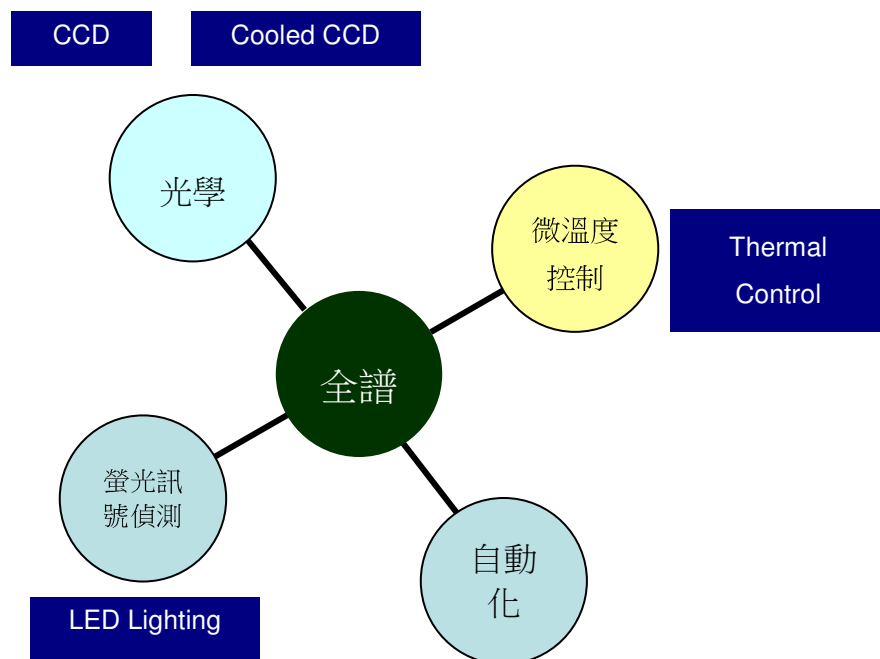 CCD
Cooled CCD
光學
微溫度
控制
Thermal
Control
全譜
螢光訊
號偵測
自動
化
LED Lighting